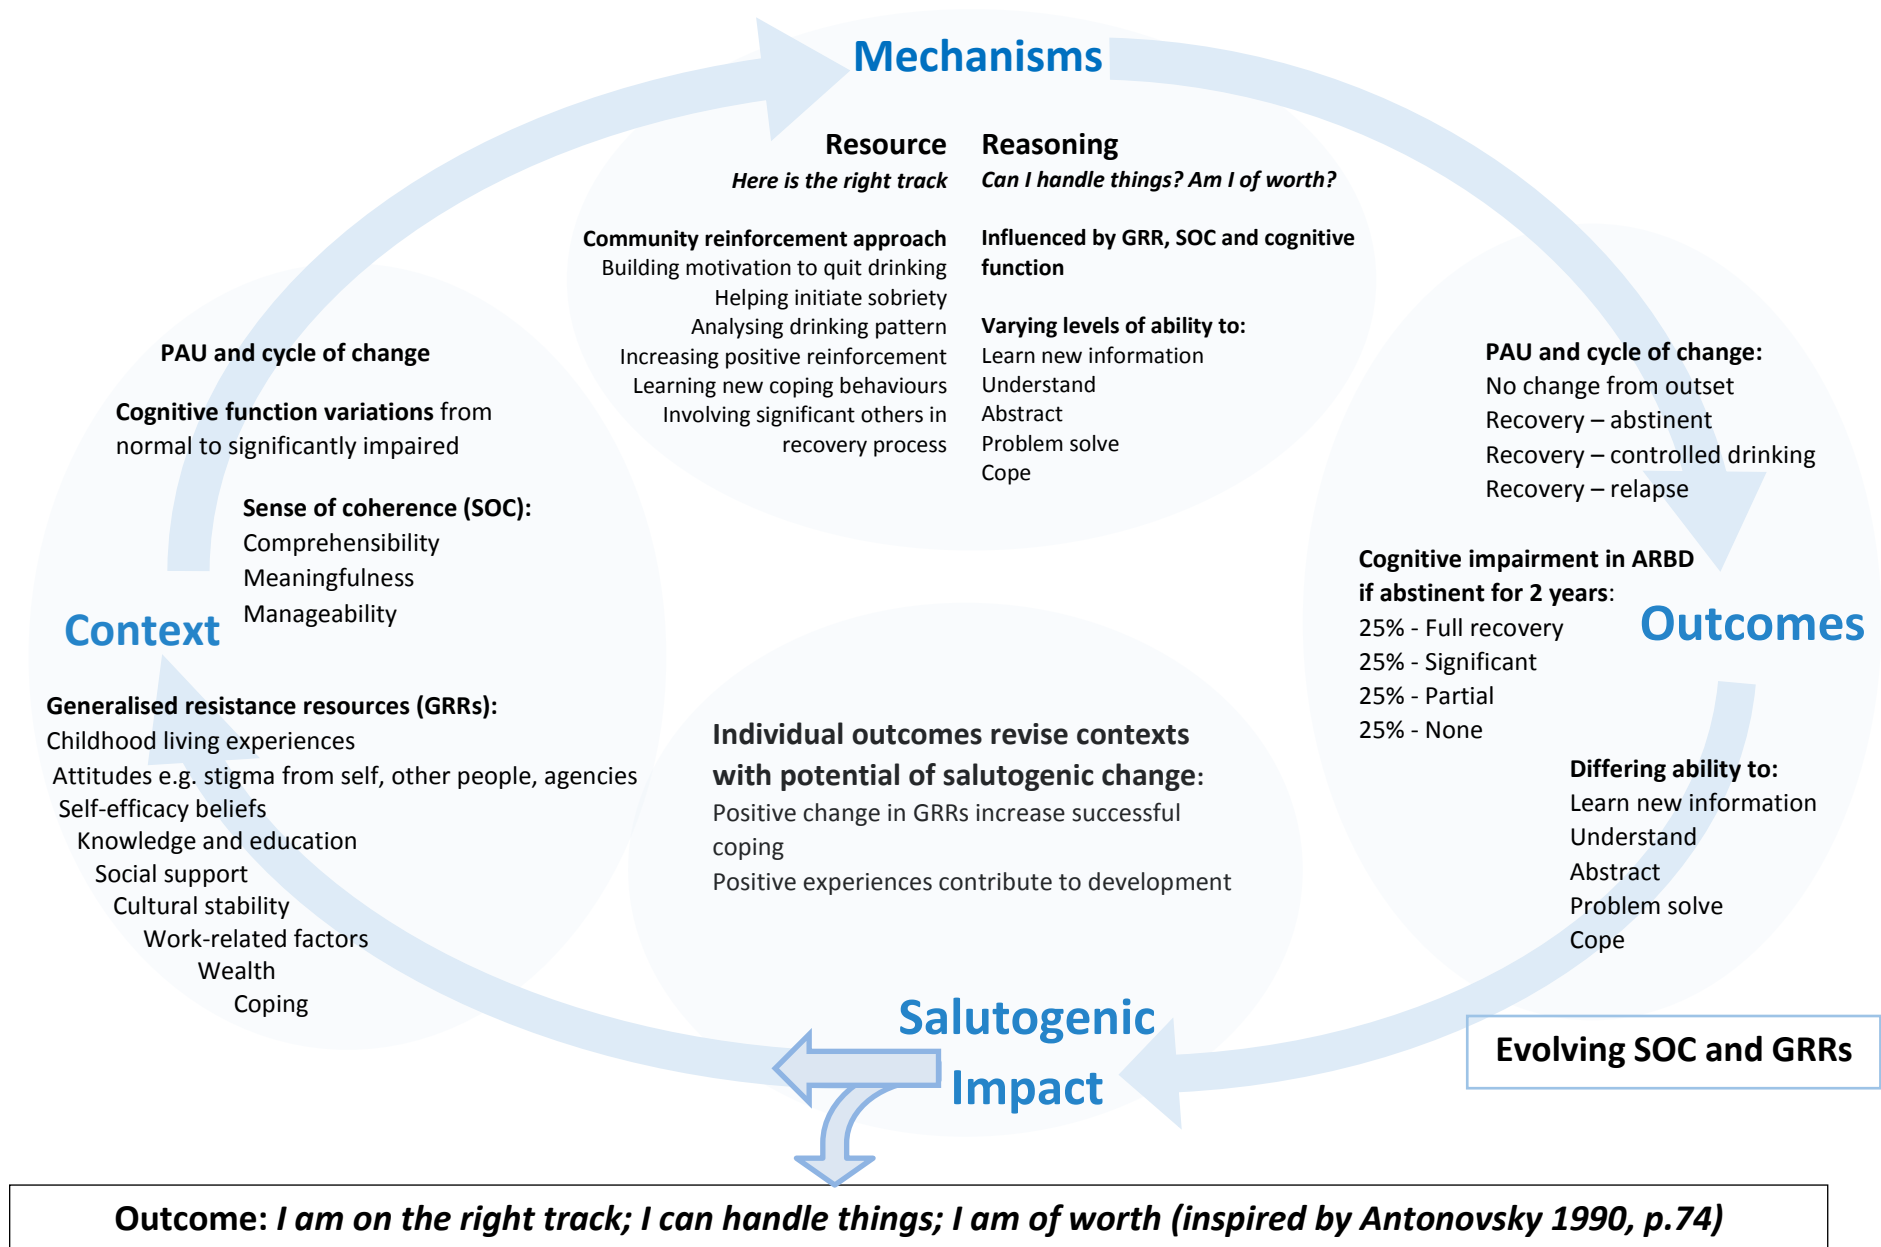 Mechanisms
Resource
Here is the right track
Community reinforcement approach
Building motivation to quit drinking
Helping initiate sobriety
Analysing drinking pattern
Increasing positive reinforcement
Learning new coping behaviours
Involving significant others in
recovery process
Reasoning
Can I handle things? Am I of worth?
Influenced by GRR, SOC and cognitive
function
Varying levels of ability to:
Learn new information
Understand
Abstract
Problem solve
Cope
PAU and cycle of change
Cognitive function variations from
normal to significantly impaired
Sense of coherence (SOC):
Comprehensibility
Meaningfulness
Manageability
Context
Generalised resistance resources (GRRs):
Childhood living experiences
Attitudes e.g. stigma from self, other people, agencies
Self-efficacy beliefs
Knowledge and education
Social support
Cultural stability
Work-related factors
Wealth
Coping
PAU and cycle of change:
No change from outset
Recovery – abstinent
Recovery – controlled drinking
Recovery – relapse
Cognitive impairment in ARBD
if abstinent for 2 years:
25% - Full recovery
25% - Significant
25% - Partial
25% - None
Outcomes
Differing ability to:
Learn new information
Understand
Abstract
Problem solve
Cope
Individual outcomes revise contexts
with potential of salutogenic change:
Positive change in GRRs increase successful
coping
Positive experiences contribute to development
Salutogenic
Impact
Evolving SOC and GRRs
Outcome: I am on the right track; I can handle things; I am of worth (inspired by Antonovsky 1990, p.74)